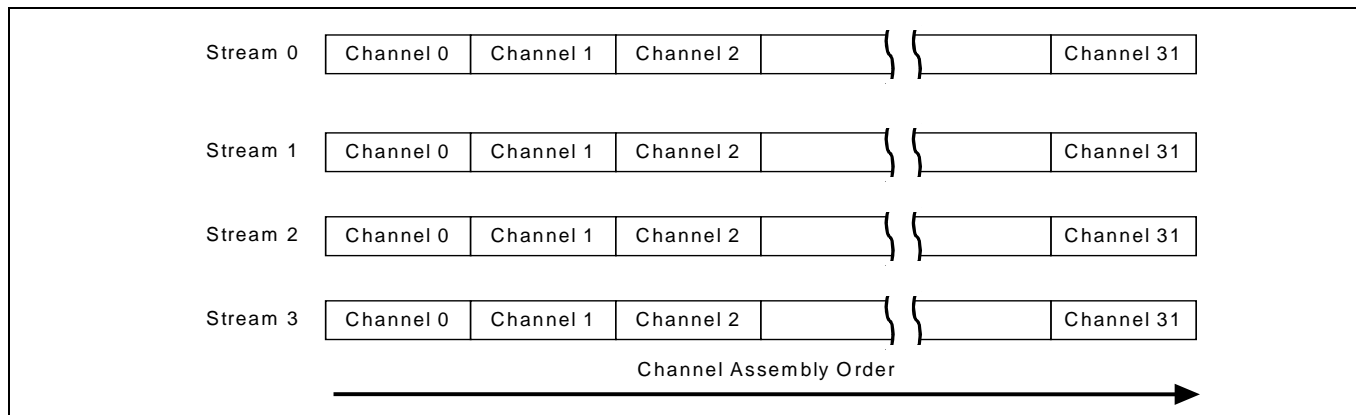 Stream 0 Channel 0 Channel 1 Channel 2 Channel 31
Stream 1 Channel 0 Channel 1 Channel 2 Channel 31
Stream 2 Channel 0 Channel 1 Channel 2 Channel 31
Stream 3 Channel 0 Channel 1 Channel 2 Channel 31
Channel Assembly Order